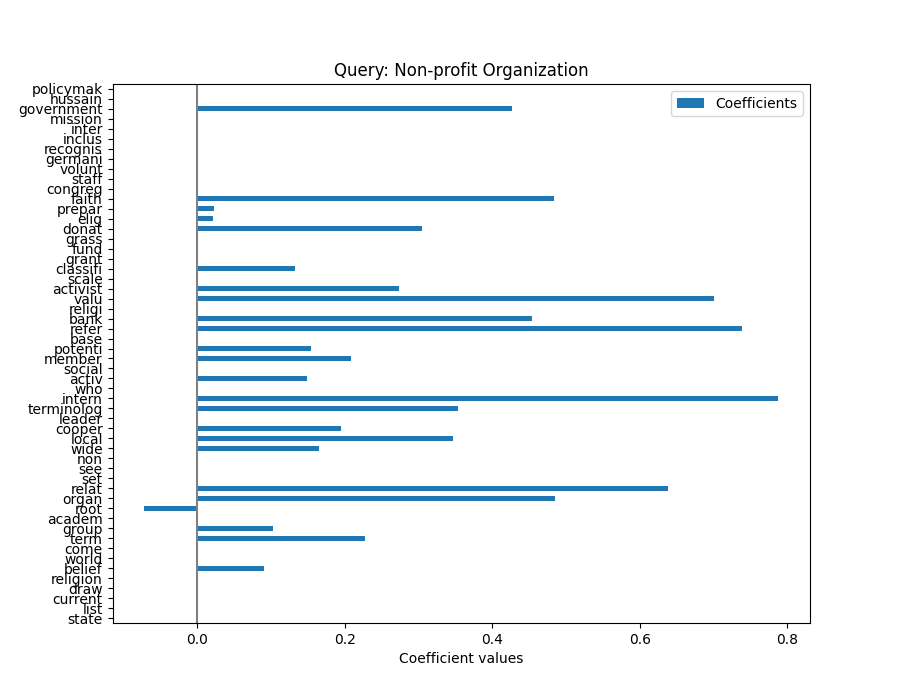 Query: Non-profit Organization
Coefficients
policymak
hussain
government
mission
inter
inclus
recognis
germani
volunt
staff
congreg
faith
prepar
elig
donat
grass
fund
grant
classifi
scale
activist
valu
religi
bank
refer
base
potenti
member
social
activ
who
intern
terminolog
leader
cooper
local
wide
non
see
set
relat
organ
root
academ
group
term
come
world
belief
religion
draw
current
list
state
0.0 0.2 0.4 0.6 0.8
Coefficient values